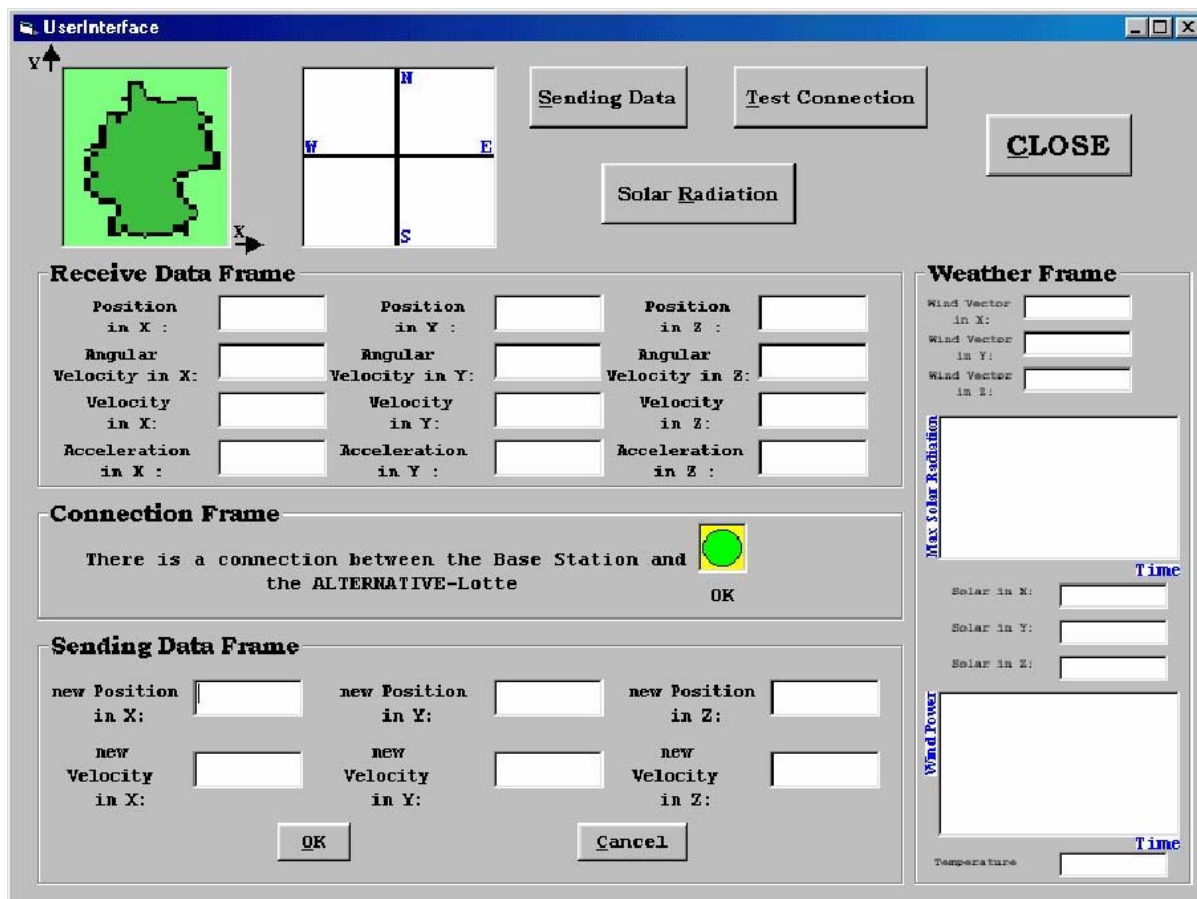 UserInterface
Y
X
N
W
E
S
Sending Data
Test Connection
Solar Radiation
CLOSE
Receive Data Frame
Position
in X :
Position
in Y :
Position
in Z :
Angular
Velocity in X:
Angular
Velocity in Y:
Angular
Velocity in Z:
Velocity
in X:
Velocity
in Y:
Velocity
in Z:
Acceleration
in X :
Acceleration
in Y :
Acceleration
in Z :
Connection Frame
There is a connection between the Base Station and
the ALTERNATIVE-Lotte
OK
Sending Data Frame
new Position
in X:
new Position
in Y:
new Position
in Z:
new
Velocity
in X:
new
Velocity
in Y:
new
Velocity
in Z:
OK
Cancel
Weather Frame
Wind Vector
in X:
Wind Vector
in Y:
Wind Vector
in Z:
Max Solar Radiation
Time
Solar in X:
Solar in Y:
Solar in Z:
Wind Power
Time
Temperature